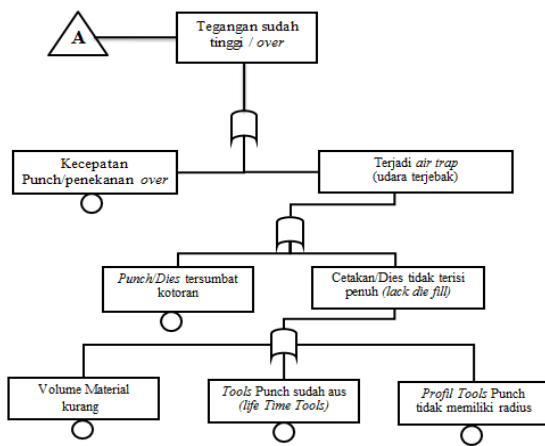 A
Tegangan sudah
tinggi / over
Kecepatan
Punch/penekanan over
Terjadi air trap
(udara terjebak)
Punch/Dies tersumbat
kotoran
Cetakan/Dies tidak terisi
penuh (lack die fill)
Volume Material
kurang
Tools Punch sudah aus
(life Time Tools)
Profil Tools Punch
tidak memiliki radius